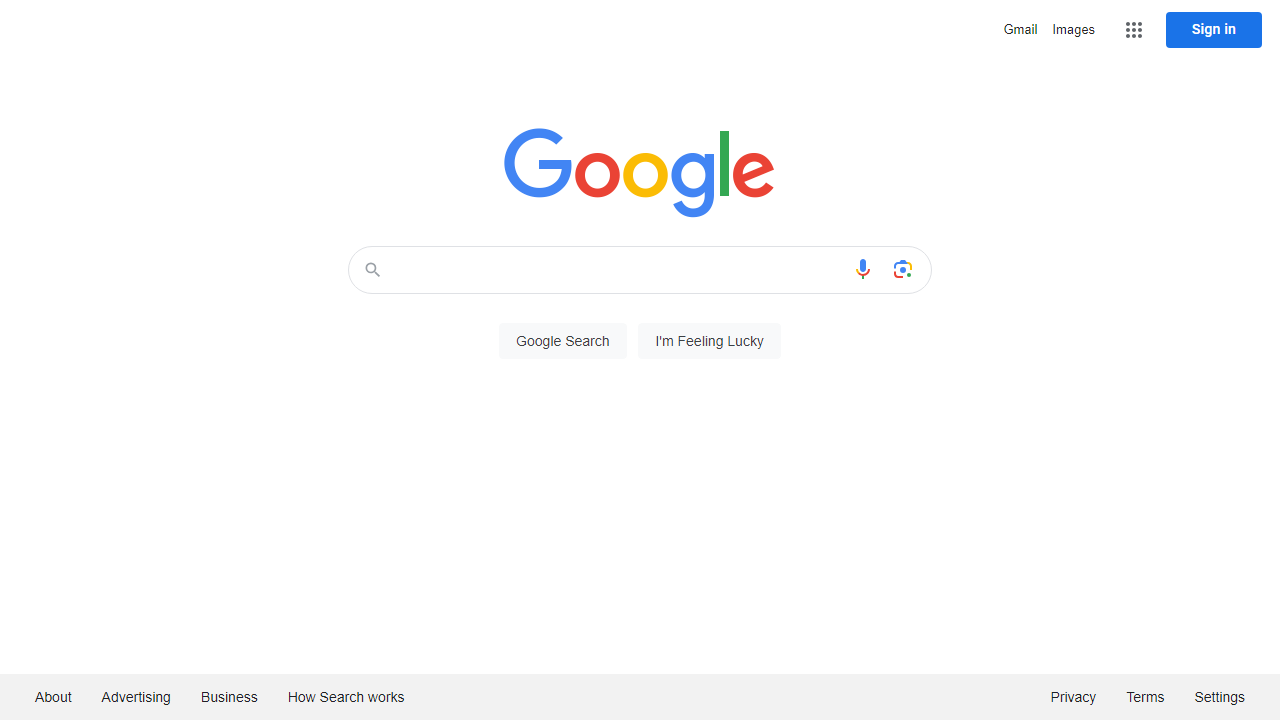 Gmail Images Sign in
Google
Google Search I'm Feeling Lucky
About Advertising Business How Search works Privacy Terms Settings